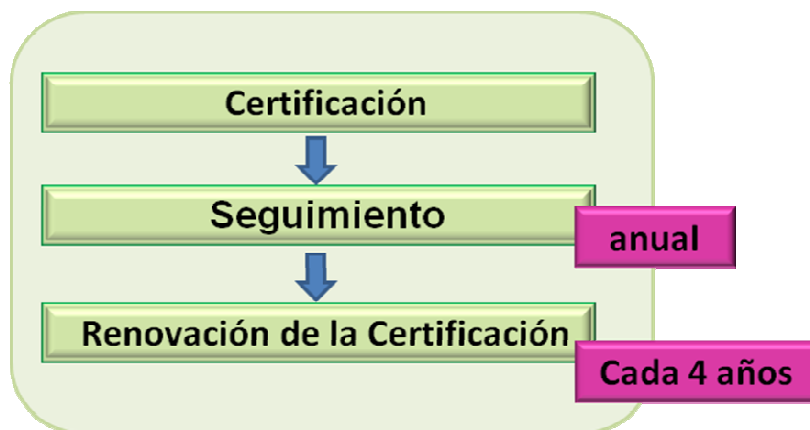 Certificación
Seguimiento
anual
Renovación de la Certificación
Cada 4 años